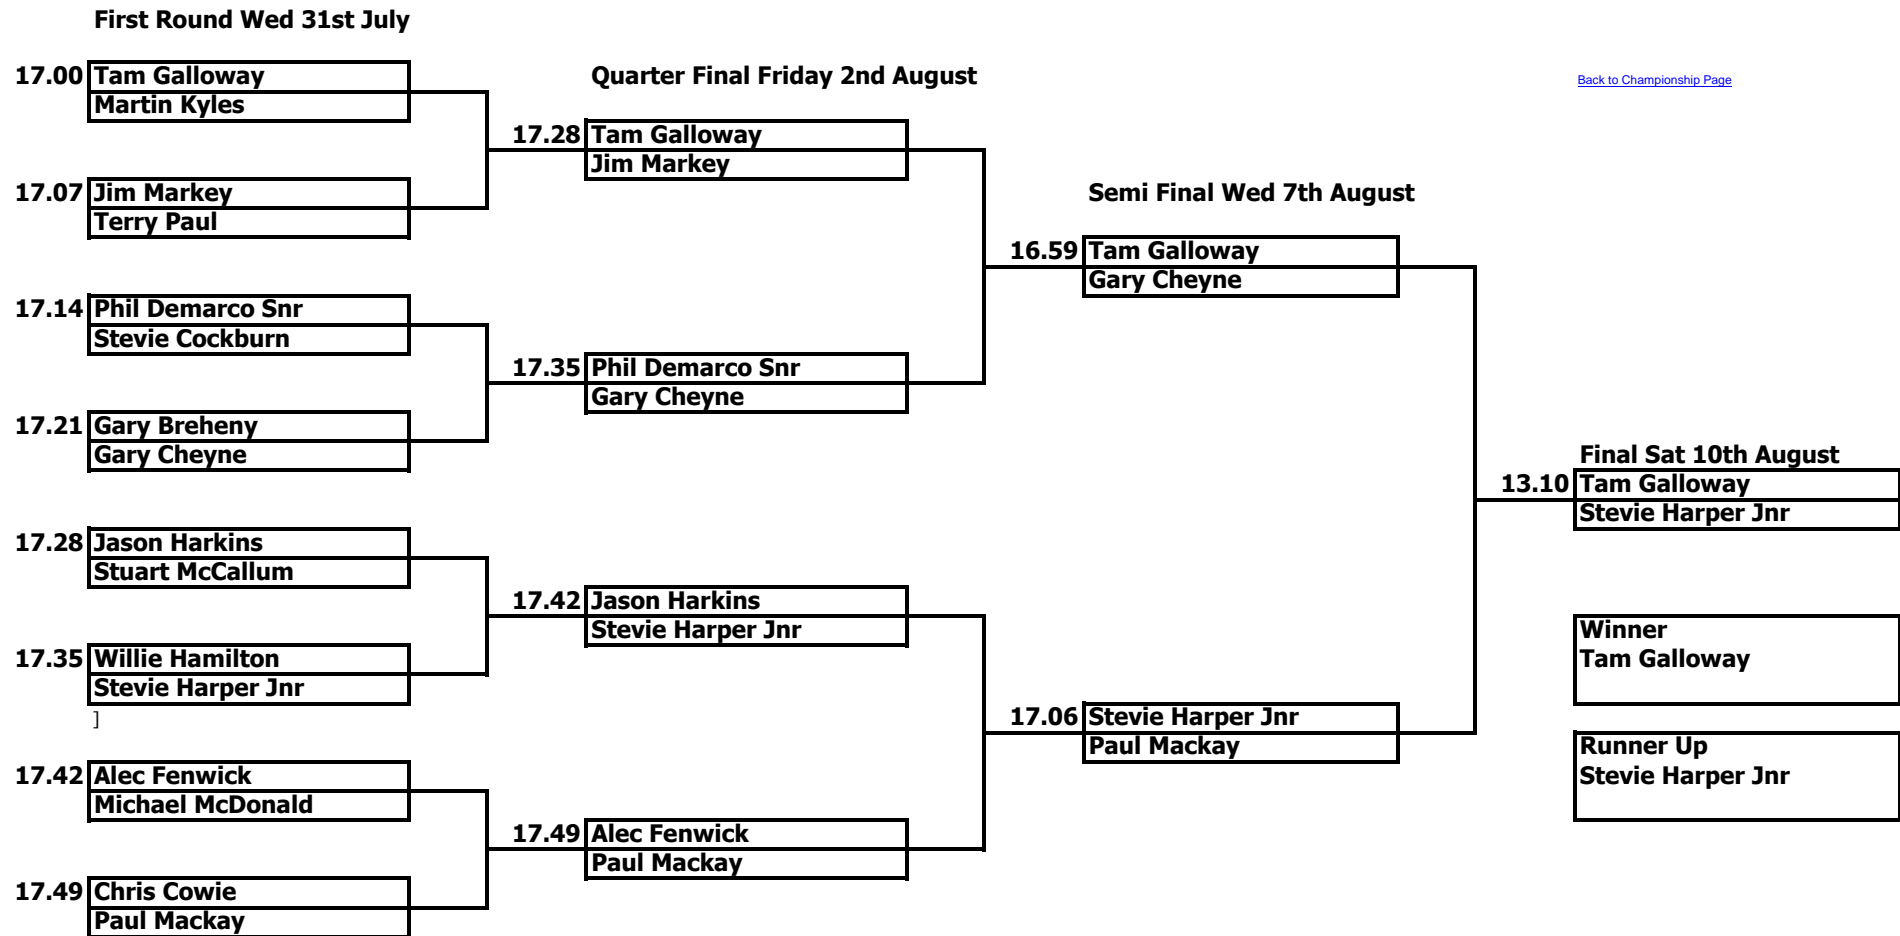 First Round Wed 31st July
17.00 Tam Galloway
Martin Kyles
17.07 Jim Markey
Terry Paul
17.14 Phil Demarco Snr
Stevie Cockburn
17.21 Gary Breheny
Gary Cheyne
17.28 Jason Harkins
Stuart McCallum
17.35 Willie Hamilton
Stevie Harper Jnr
]
17.42 Alec Fenwick
Michael McDonald
17.49 Chris Cowie
Paul Mackay
Quarter Final Friday 2nd August
17.28 Tam Galloway
Jim Markey
17.35 Phil Demarco Snr
Gary Cheyne
17.42 Jason Harkins
Stevie Harper Jnr
17.49 Alec Fenwick
Paul Mackay
Semi Final Wed 7th August
16.59 Tam Galloway
Gary Cheyne
17.06 Stevie Harper Jnr
Paul Mackay
Back to Championship Page
Final Sat 10th August
13.10 Tam Galloway
Stevie Harper Jnr
Winner
Tam Galloway
Runner Up
Stevie Harper Jnr